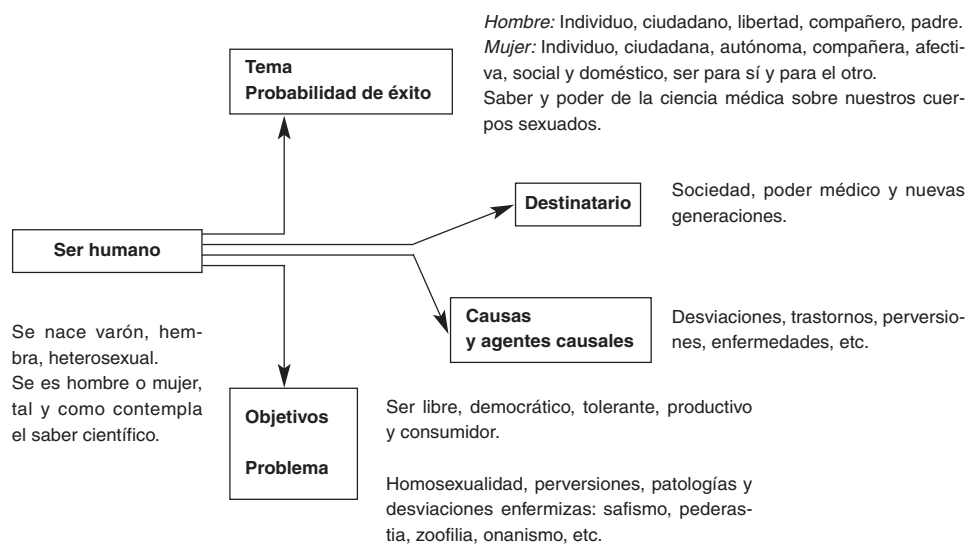 Hombre: Individuo, ciudadano, libertad, compañero, padre.
Mujer: Individuo, ciudadana, autónoma, compañera, afecti-
va, social y doméstico, ser para sí y para el otro.
Saber y poder de la ciencia médica sobre nuestros cuer-
pos sexuados.
Tema
Probabilidad de éxito
Destinatario
Sociedad, poder médico y nuevas
generaciones.
Ser humano
Causas
y agentes causales
Desviaciones, trastornos, perversio-
nes, enfermedades, etc.
Se nace varón, hem-
bra, heterosexual.
Se es hombre o mujer,
tal y como contempla
el saber científico.
Objetivos
Problema
Ser libre, democrático, tolerante, productivo
y consumidor.
Homosexualidad, perversiones, patologías y
desviaciones enfermizas: safismo, pederas-
tia, zoofilia, onanismo, etc.